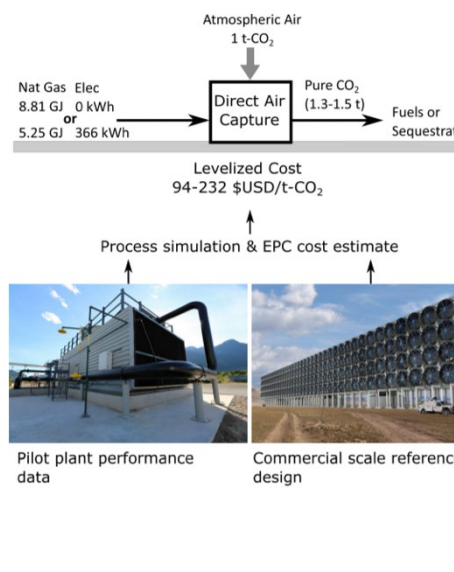 Atmospheric Air
1 t-CO₂
Nat Gas Elec
8.81 GJ 0 kWh
or
5.25 GJ 366 kWh
Direct Air
Capture
Pure CO₂
(1.3-1.5 t)
Fuels or
Sequestrat
Levelized Cost
94-232 $USD/t-CO₂
Process simulation & EPC cost estimate
Pilot plant performance
data
Commercial scale referenc
design